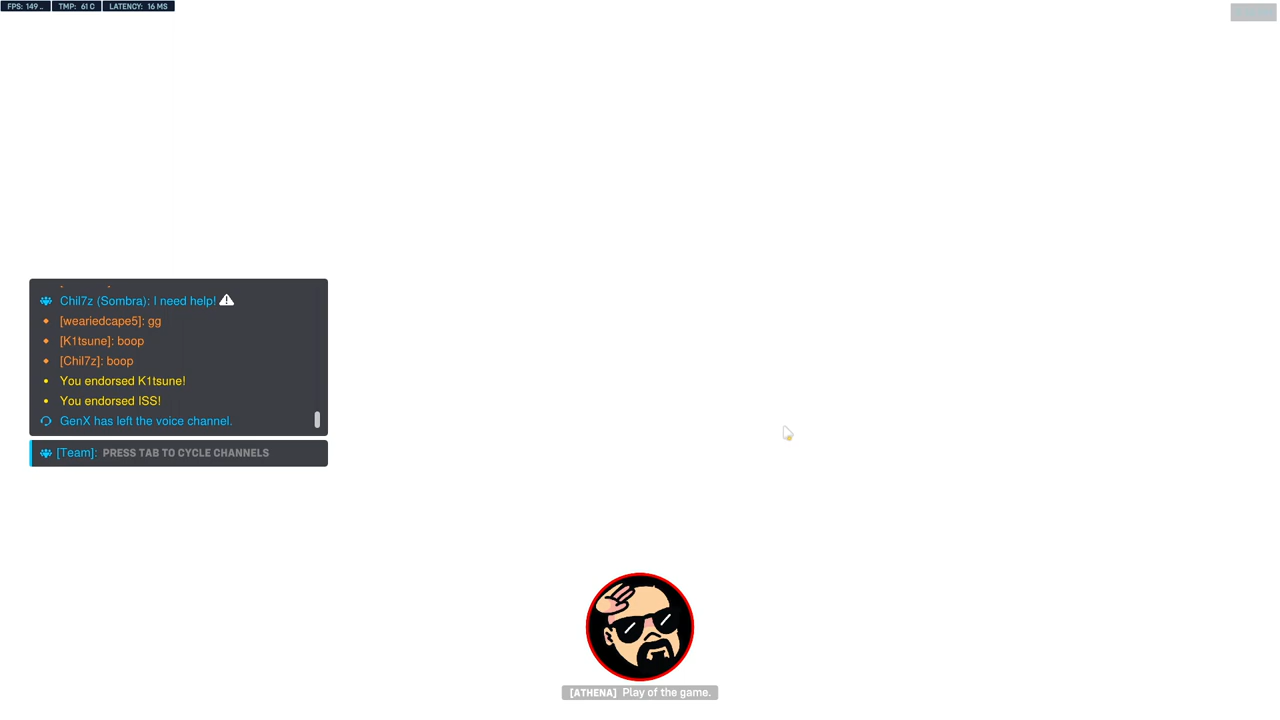 FPS: 149 .. TMP: 61 C LATENCY: 16 MS
Chil7z (Sombra): I need help!
[weariedcape5]: gg
[K1tsune]: boop
[Chil7z]: boop
You endorsed K1tsune!
You endorsed ISS!
GenX has left the voice channel.
[Team]: PRESS TAB TO CYCLE CHANNELS
[ATHENA] Play of the game.